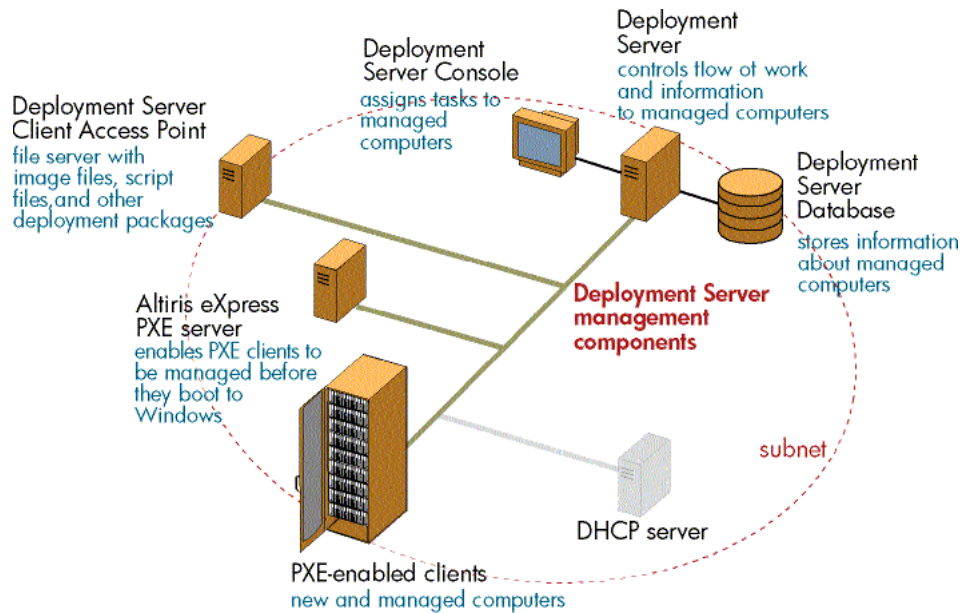 Deployment
Server Console
assigns tasks to
managed
computers
Deployment
Server
controls flow of work
and information
to managed computers
Deployment Server
Client Access Point
file server with
image files, script
files,and other
deployment packages
Deployment
Server
Database
stores information
about managed
computers
Altiris eXpress
PXE server
enables PXE clients to
be managed before
they boot to
Windows
Deployment Server
management
components
subnet
DHCP server
PXE-enabled clients
new and managed computers